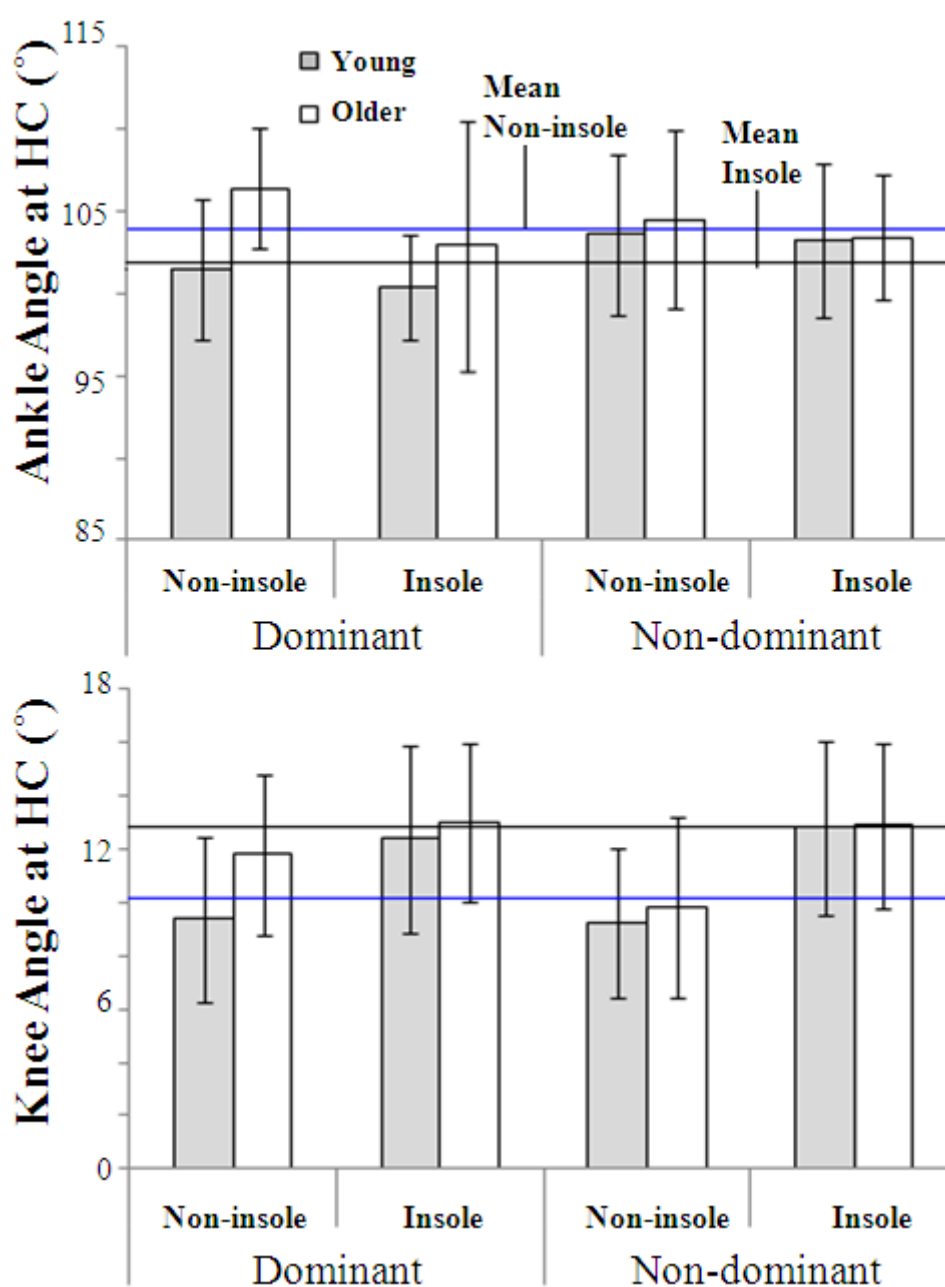 Ankle Angle at HC (°)
115
105
95
85
Young
Older
Mean
Non-insole
Mean
Insole
Non-insole
Insole
Non-insole
Insole
Dominant
Non-dominant
Knee Angle at HC (°)
18
12
6
0
Non-insole
Insole
Non-insole
Insole
Dominant
Non-dominant